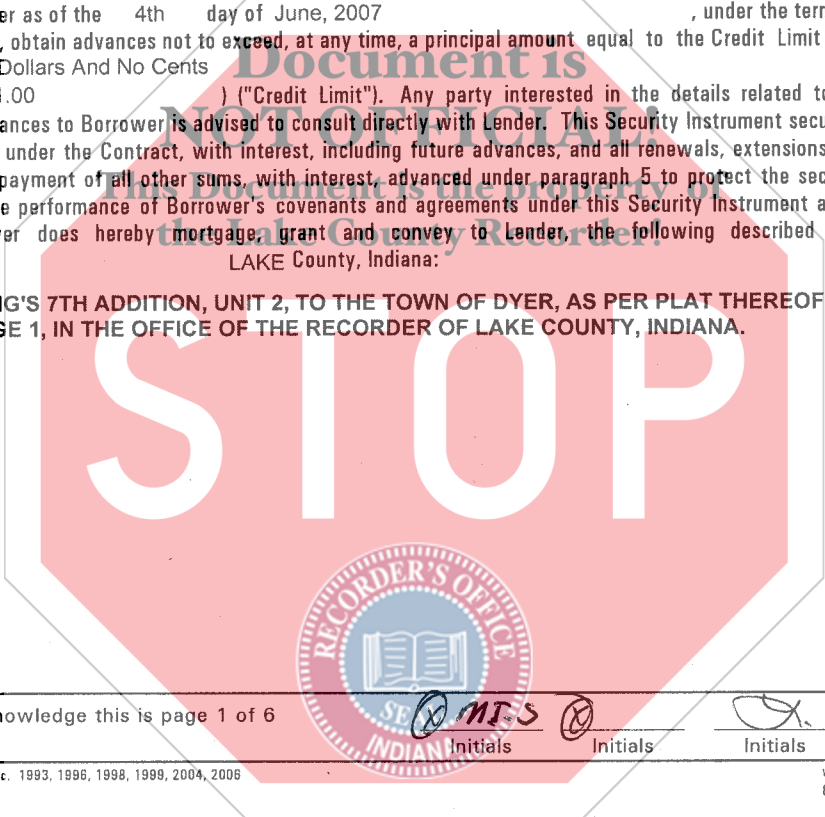 er as of the 4th day of June, 2007 , under the terr
, obtain advances not to exceed, at any time, a principal amount equal to the Credit Limit
Dollars And No Cents
.00 ) ("Credit Limit"). Any party interested in the details related to
ances to Borrower is advised to consult directly with Lender. This Security Instrument secu
under the Contract, with interest, including future advances, and all renewals, extensions
payment of all other sums, with interest, advanced under paragraph 5 to protect the sec
e performance of Borrower's covenants and agreements under this Security Instrument a
er does hereby mortgage, grant and convey to Lender, the following described
LAKE County, Indiana:
Document is
NOT OFFICIAL!
This Document is the property of
the Lake County Recorder!
G'S 7TH ADDITION, UNIT 2, TO THE TOWN OF DYER, AS PER PLAT THEREOF
GE 1, IN THE OFFICE OF THE RECORDER OF LAKE COUNTY, INDIANA.
STOP
RECORDER'S OFFICE
SEAL
INDIANA
nowledge this is page 1 of 6 X MI-S X
Initials Initials Initials
c. 1993, 1996, 1998, 1999, 2004, 2006